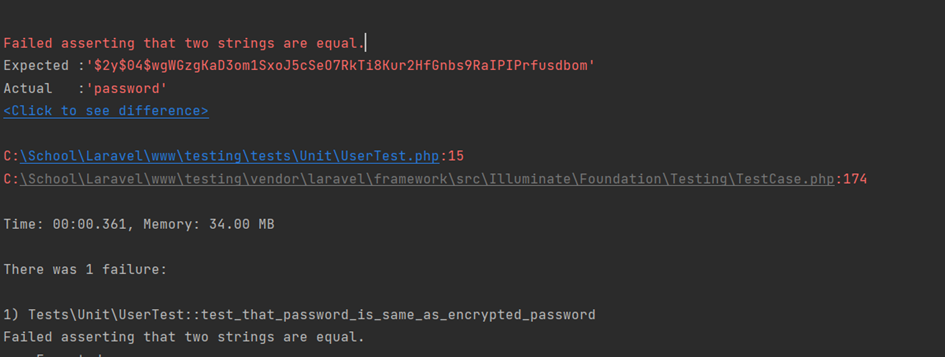 Failed asserting that two strings are equal.
Expected :'$2y$04$wgWGzgKaD3om1SxoJ5cSeO7RkTi8Kur2HfGnbs9RaIPIPrfusdbom'
Actual   :'password'
<Click to see difference>
C:\School\Laravel\www\testing\tests\Unit\UserTest.php:15
C:\School\Laravel\www\testing\vendor\laravel\framework\src\Illuminate\Foundation\Testing\TestCase.php:174
Time: 00:00.361, Memory: 34.00 MB
There was 1 failure:
1) Tests\Unit\UserTest::test_that_password_is_same_as_encrypted_password
Failed asserting that two strings are equal.